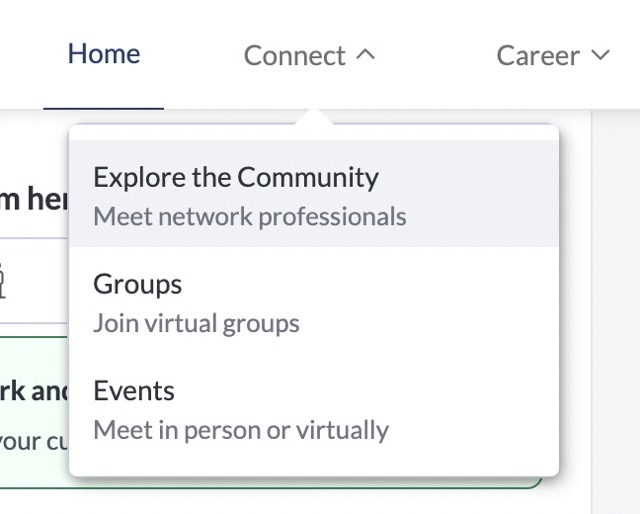 Home Connect Career
Explore the Community
m her
Meet network professionals
Groups
Join virtual groups
Events
rk and
Meet in person or virtually
your cu